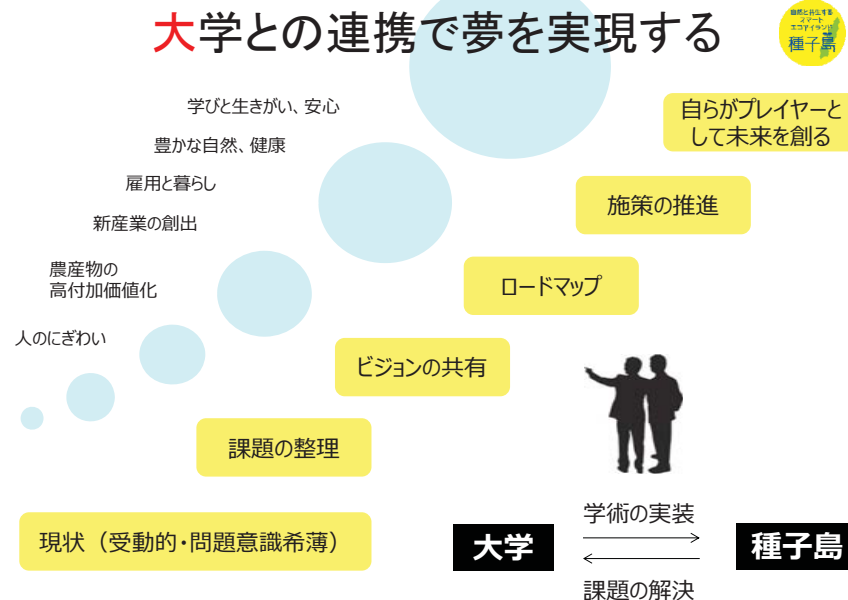 大学との連携で夢を実現する
自然と共生する
スマート
エコアイランド
種子島
学びと生きがい、安心
豊かな自然、健康
雇用と暮らし
新産業の創出
農産物の
高付加価値化
人のにぎわい
自らがプレイヤーと
して未来を創る
施策の推進
ロードマップ
ビジョンの共有
課題の整理
現状（受動的・問題意識希薄）
大学
学術の実装
課題の解決
種子島